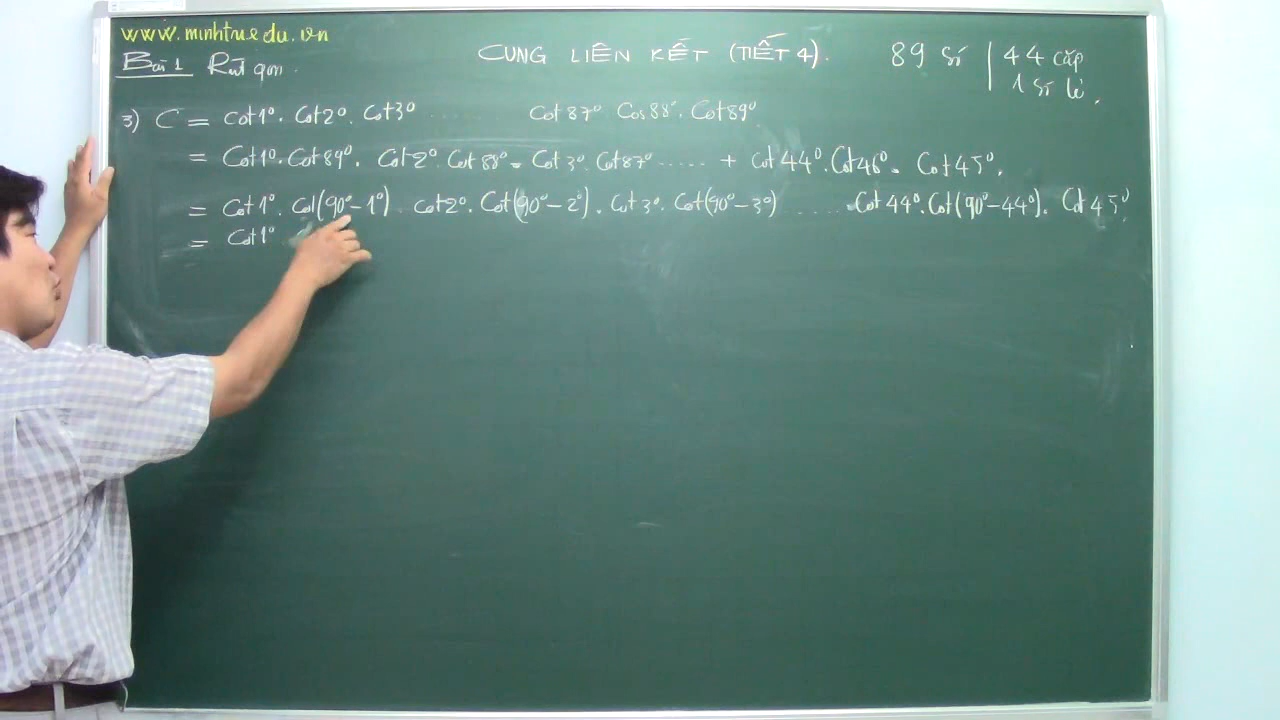 www.minhtue edu.vn
CUNG LIÊN KẾT (TIẾT 4).
89 số | 44 cặp
1 số lẻ.
Bài 1 Rút gọn.
3) C = Cot1°. Cot2°. Cot3° ........ Cot87° Cos88°. Cot89°
= Cot1°. Cot89°. Cot2°. Cot88°. Cot3°. Cot87° ..... + Cot44°. Cot46°. Cot45°.
= Cot1°. Cot(90°-1°). Cot2°. Cot(90°-2°). Cot3°. Cot(90°-3°) ...... Cot44°. Cot(90°-44°). Cot45°
= Cot1°